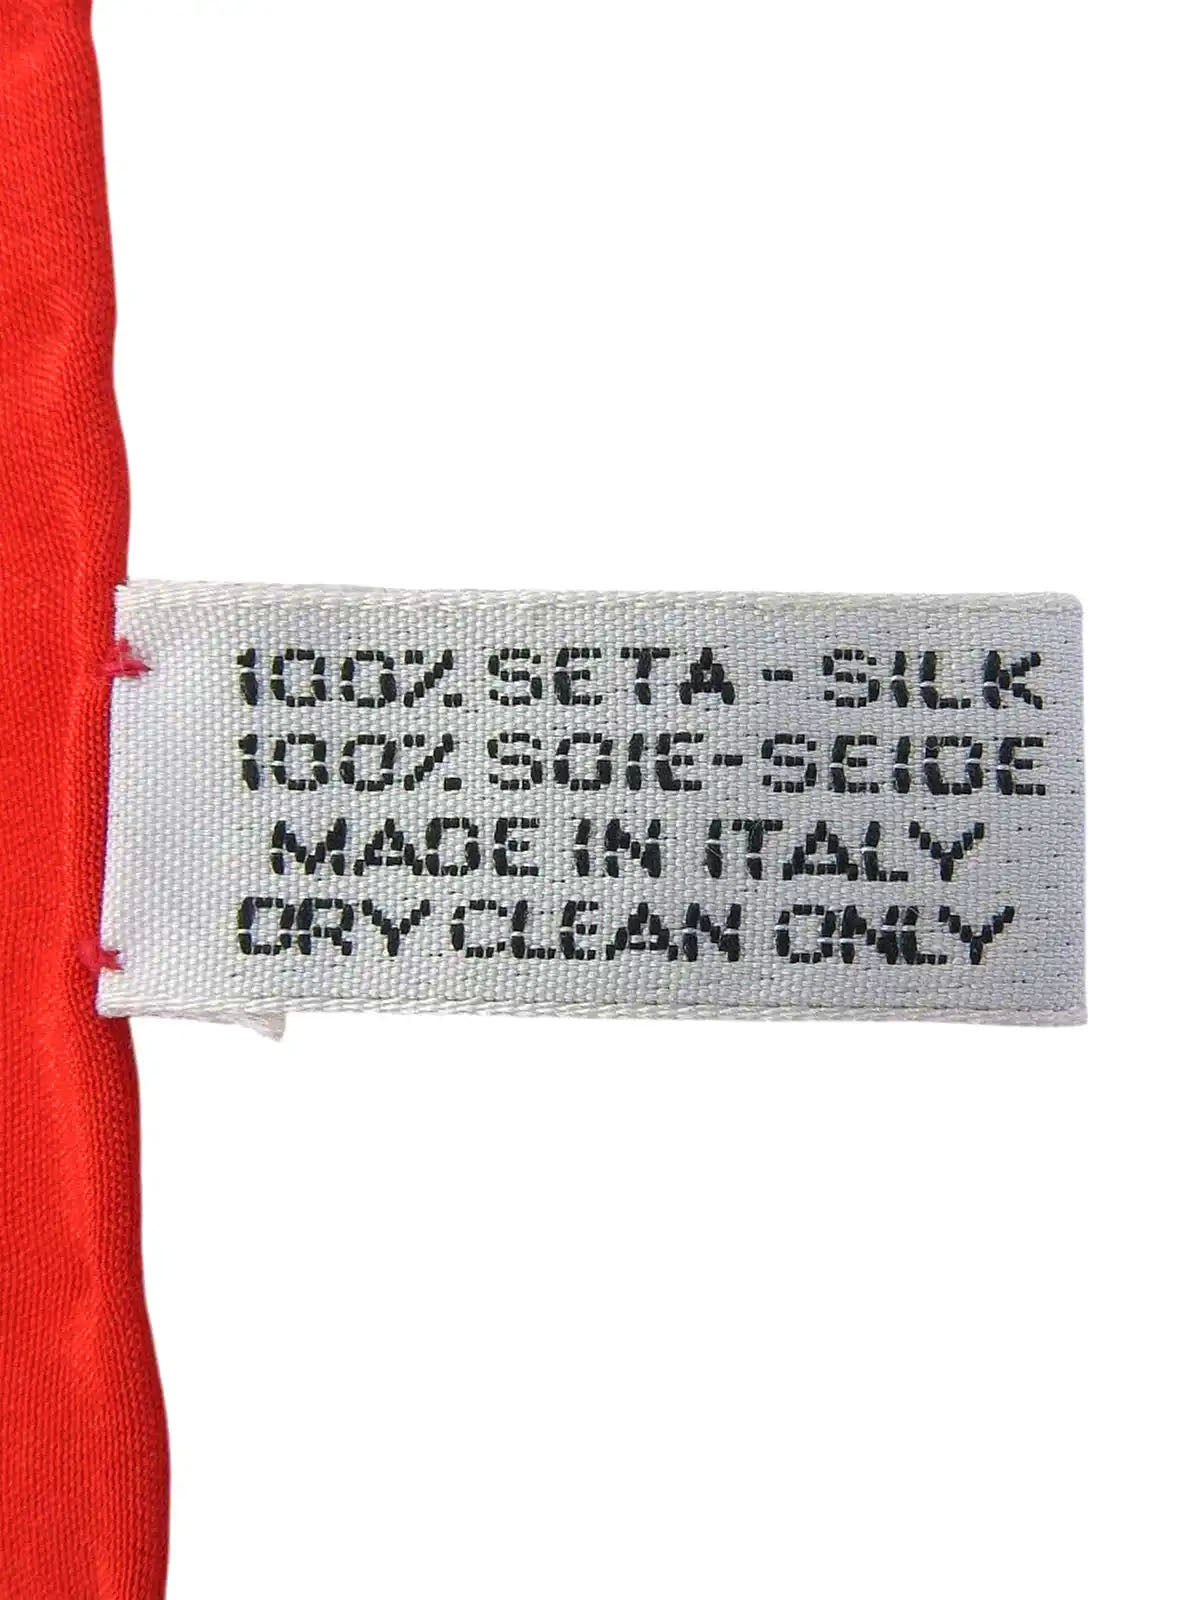 100% SETA - SILK
100% SOIE-SEIDE
MADE IN ITALY
DRY CLEAN ONLY